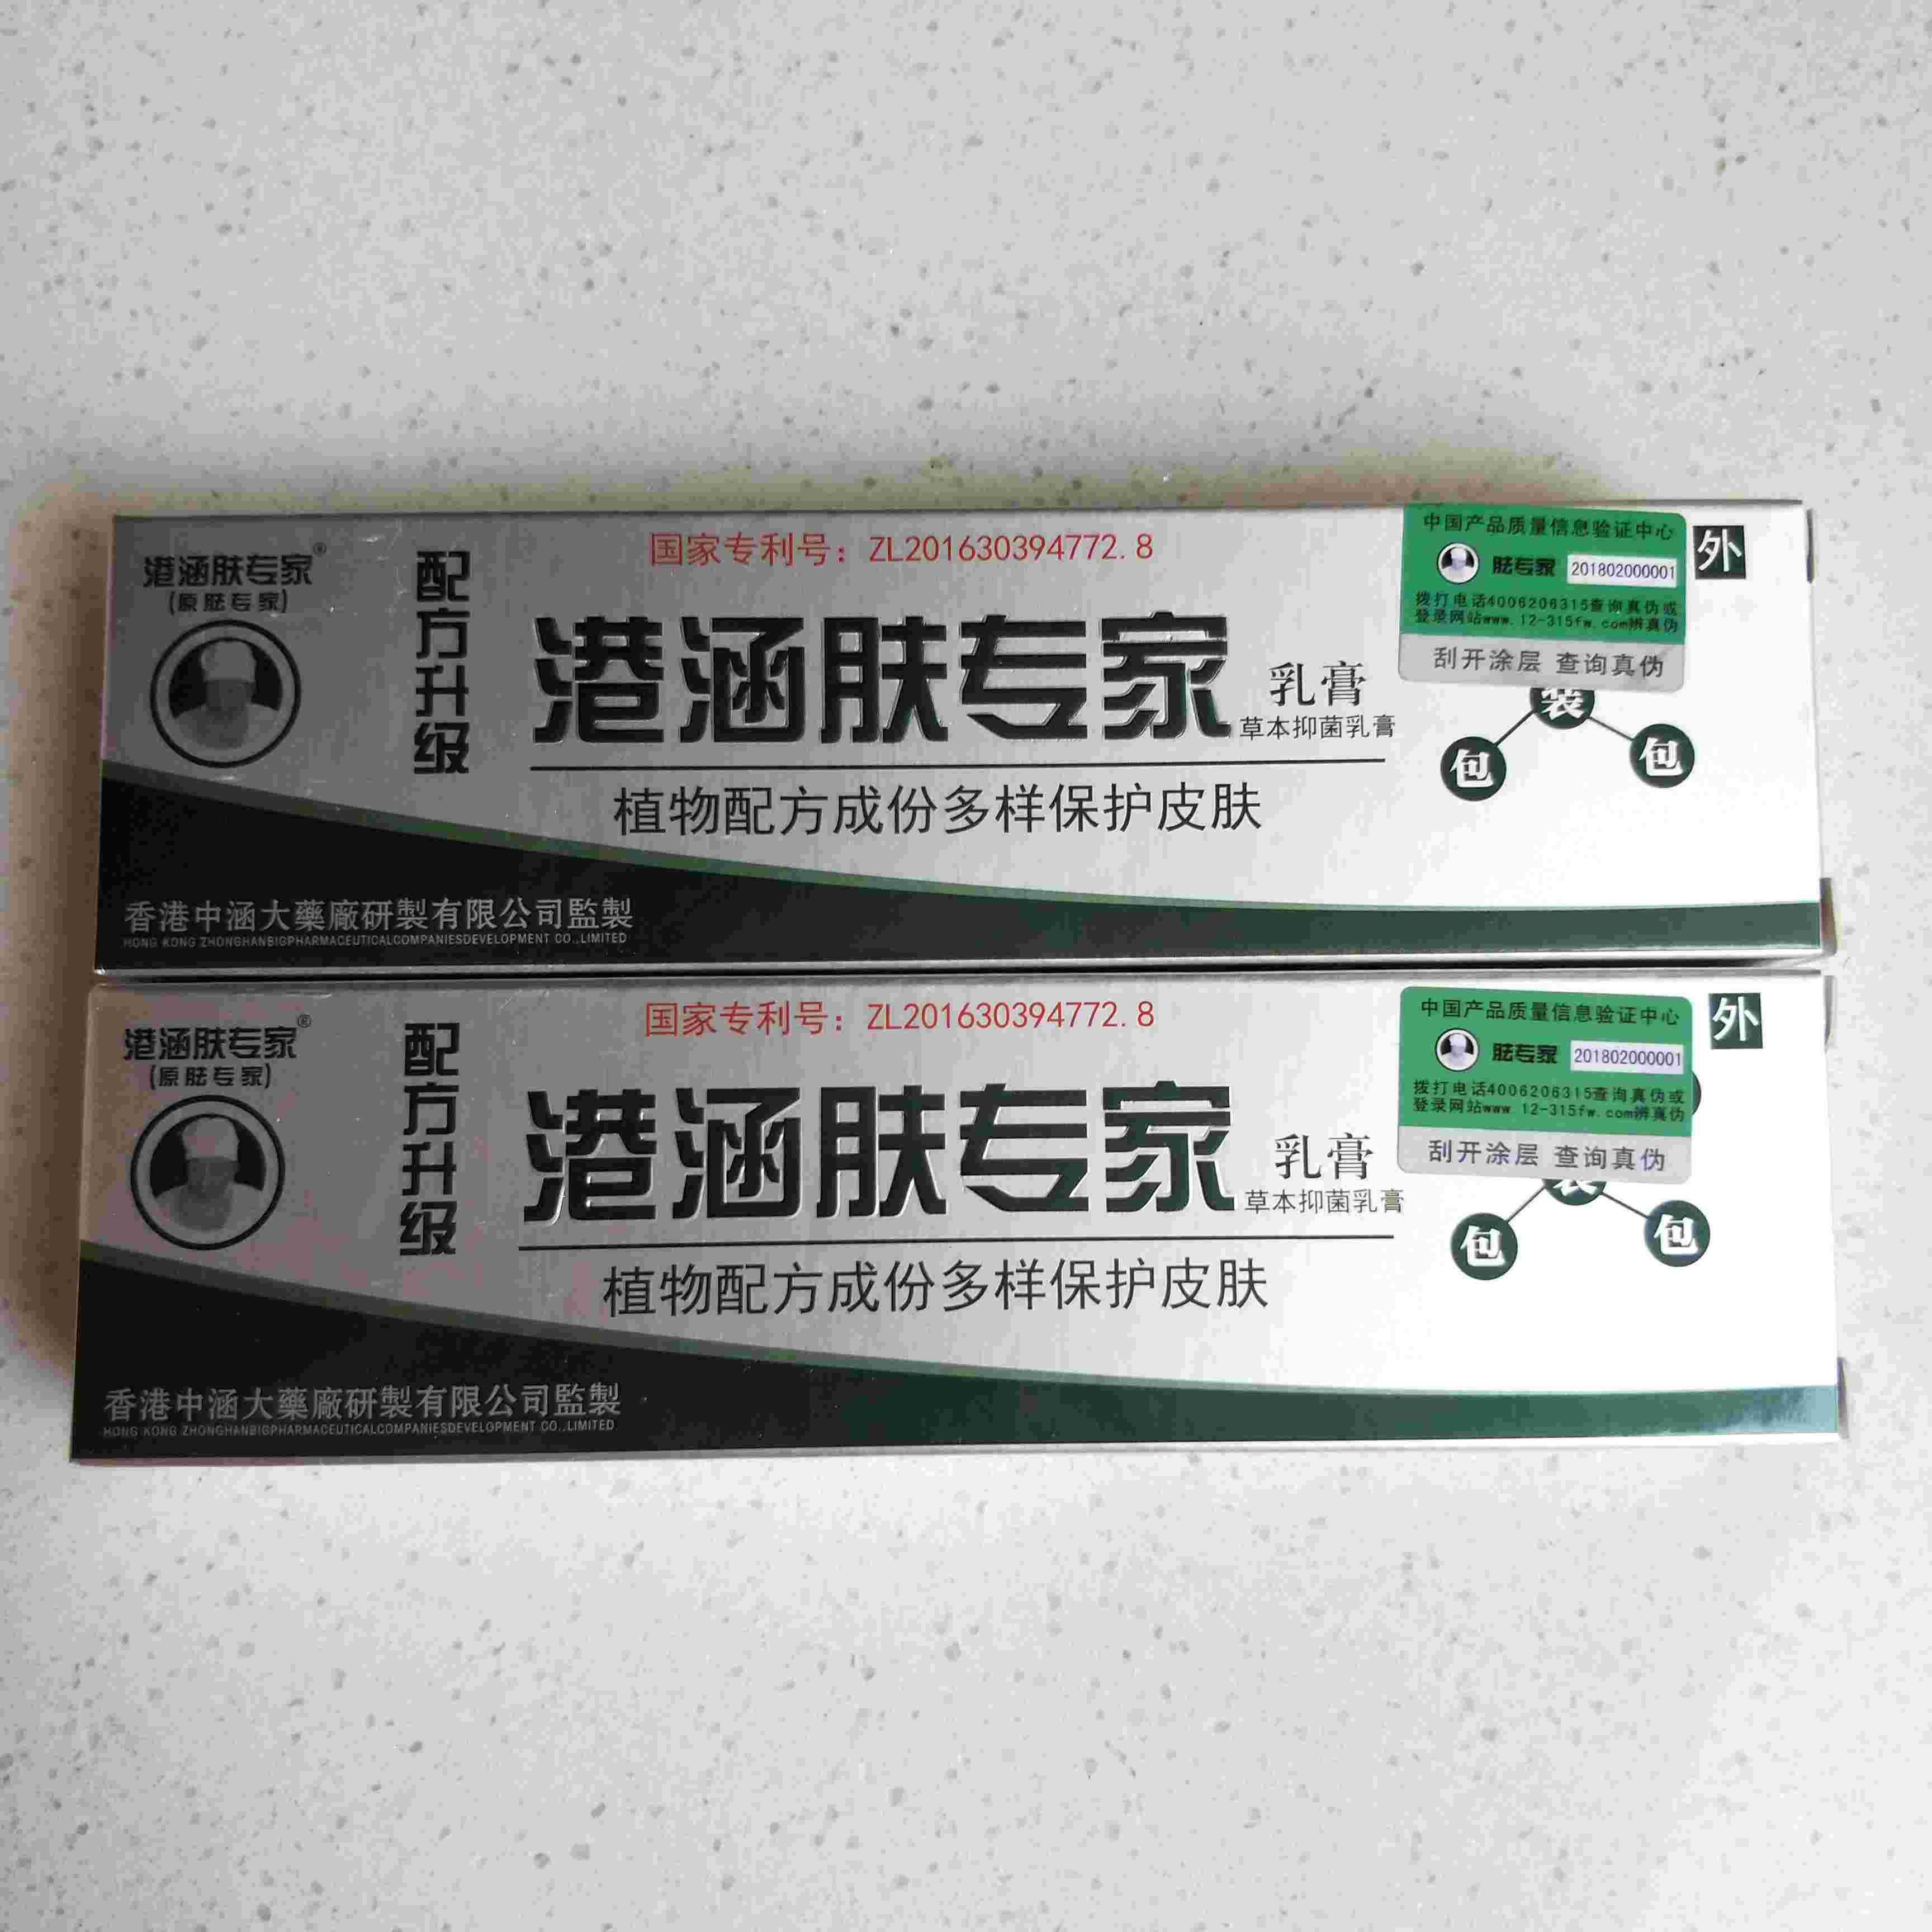 港涵肤专家®
(原肤专家)
配方升级
国家专利号：ZL201630394772.8
港涵肤专家
乳膏
草本抑菌乳膏
植物配方成份多样保护皮肤
香港中涵大藥廠研製有限公司監製
HONG KONG ZHONGHANBIGPHARMACEUTICALCOMPANIESDEVELOPMENT CO.,LIMITED
中国产品质量信息验证中心
肤专家 201802000001
拨打电话4006206315查询真伪或
登录网站www.12-315fw.com辨真伪
刮开涂层 查询真伪
外
装
包
包
港涵肤专家®
(原肤专家)
配方升级
国家专利号：ZL201630394772.8
港涵肤专家
乳膏
草本抑菌乳膏
植物配方成份多样保护皮肤
香港中涵大藥廠研製有限公司監製
HONG KONG ZHONGHANBIGPHARMACEUTICALCOMPANIESDEVELOPMENT CO.,LIMITED
中国产品质量信息验证中心
肤专家 201802000001
拨打电话4006206315查询真伪或
登录网站www.12-315fw.com辨真伪
刮开涂层 查询真伪
外
包
包